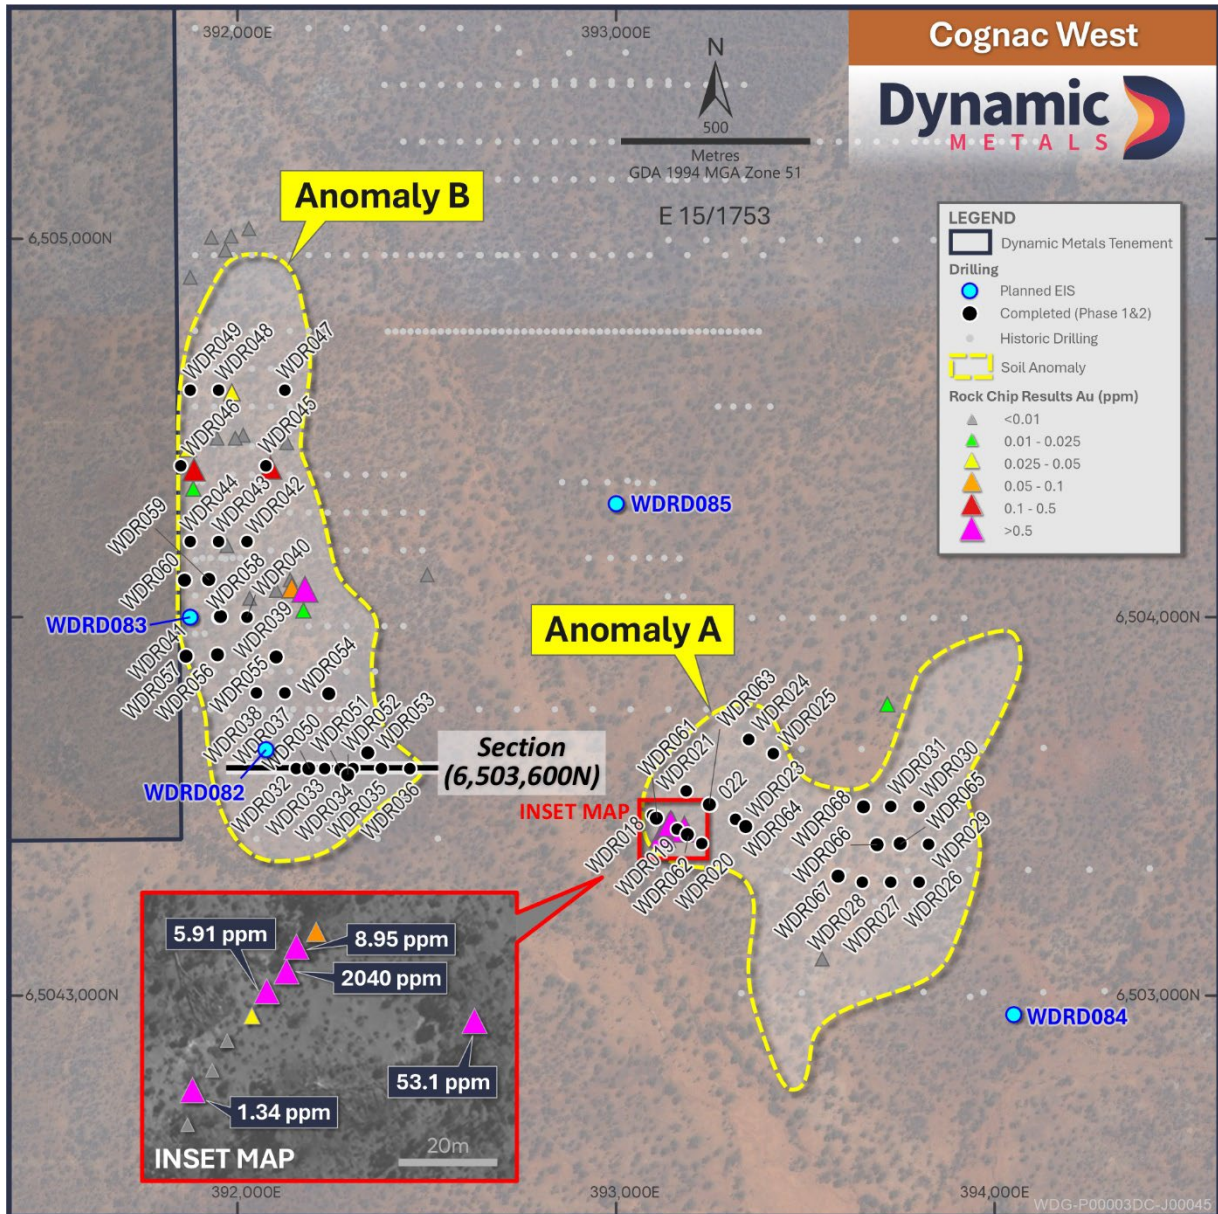 392,000E
393,000E
Cognac West
Dynamic
METALS
N
500
Metres
GDA 1994 MGA Zone 51
E 15/1753
Anomaly B
6,505,000N
LEGEND
Dynamic Metals Tenement
Drilling
Planned EIS
Completed (Phase 1&2)
Historic Drilling
Soil Anomaly
Rock Chip Results Au (ppm)
<0.01
0.01 - 0.025
0.025 - 0.05
0.05 - 0.1
0.1 - 0.5
>0.5
WDR049
WDR048
WDR047
WDR046
WDR045
WDR044
WDR043
WDR042
WDR059
WDR060
WDR058
WDR040
WDRD085
WDRD083
WDR041
WDR039
WDR057
WDR056
WDR055
WDR054
Anomaly A
6,504,000N
WDR038
WDR037
WDR050
WDR051
WDR052
WDR053
WDRD082
WDR032
WDR033
WDR034
WDR035
WDR036
Section
(6,503,600N)
WDR063
WDR024
WDR025
WDR061
WDR021
022
WDR023
WDR064
INSET MAP
WDR018
WDR019
WDR062
WDR020
WDR031
WDR030
WDR068
WDR065
WDR066
WDR029
WDR067
WDR028
WDR027
WDR026
6,5043,000N
6,503,000N
WDRD084
5.91 ppm
8.95 ppm
2040 ppm
53.1 ppm
1.34 ppm
20m
INSET MAP
392,000E
393,000E
394,000E
WDG-P00003DC-J00045